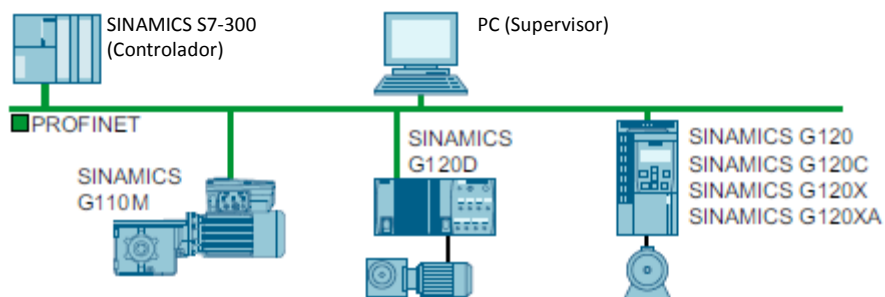 SINAMICS S7-300
(Controlador)
PC (Supervisor)
PROFINET
SINAMICS
G110M
SINAMICS
G120D
SINAMICS G120
SINAMICS G120C
SINAMICS G120X
SINAMICS G120XA